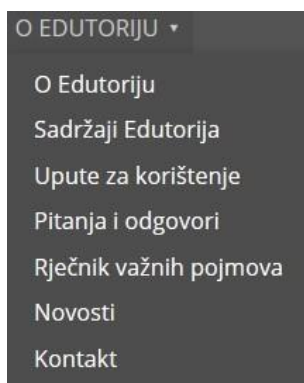 O EDUTORIJU ▾
O Edutoriju
Sadržaji Edutorija
Upute za korištenje
Pitanja i odgovori
Rječnik važnih pojmova
Novosti
Kontakt